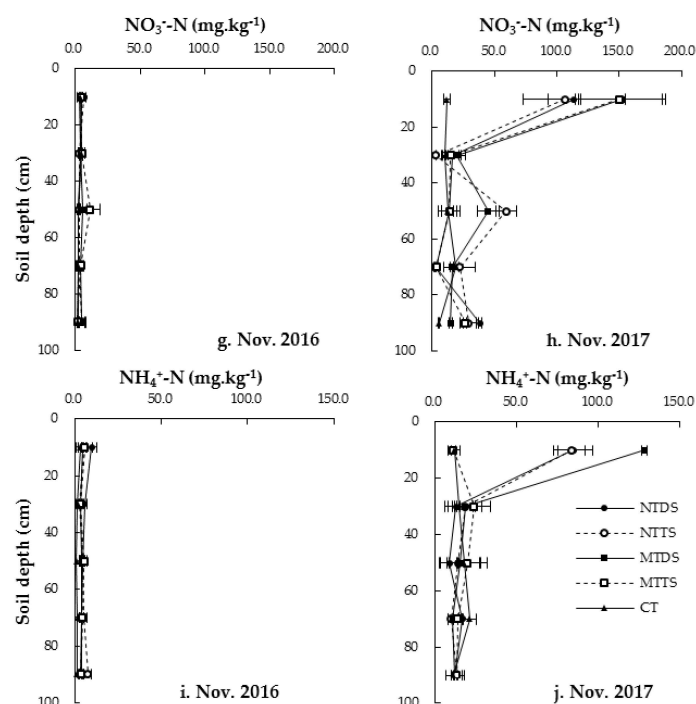 NO₃⁻-N (mg.kg⁻¹)
0.0 50.0 100.0 150.0 200.0
0
20
40
60
80
100
Soil depth (cm)
g. Nov. 2016
NO₃⁻-N (mg.kg⁻¹)
0.0 50.0 100.0 150.0 200.0
0
20
40
60
80
100
h. Nov. 2017
NH₄⁺-N (mg.kg⁻¹)
0.0 50.0 100.0 150.0
0
20
40
60
80
100
Soil depth (cm)
i. Nov. 2016
NH₄⁺-N (mg.kg⁻¹)
0.0 50.0 100.0 150.0
0
20
40
60
80
100
NTDS
NTTS
MTDS
MTTS
CT
j. Nov. 2017